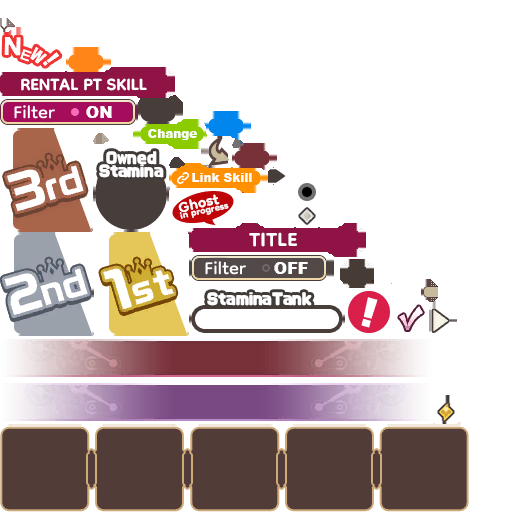 NEW!
RENTAL PT SKILL
Filter ON
Change
Owned
Stamina
Link Skill
3rd
Ghost
in progress
TITLE
Filter OFF
2nd
1st
StaminaTank
!